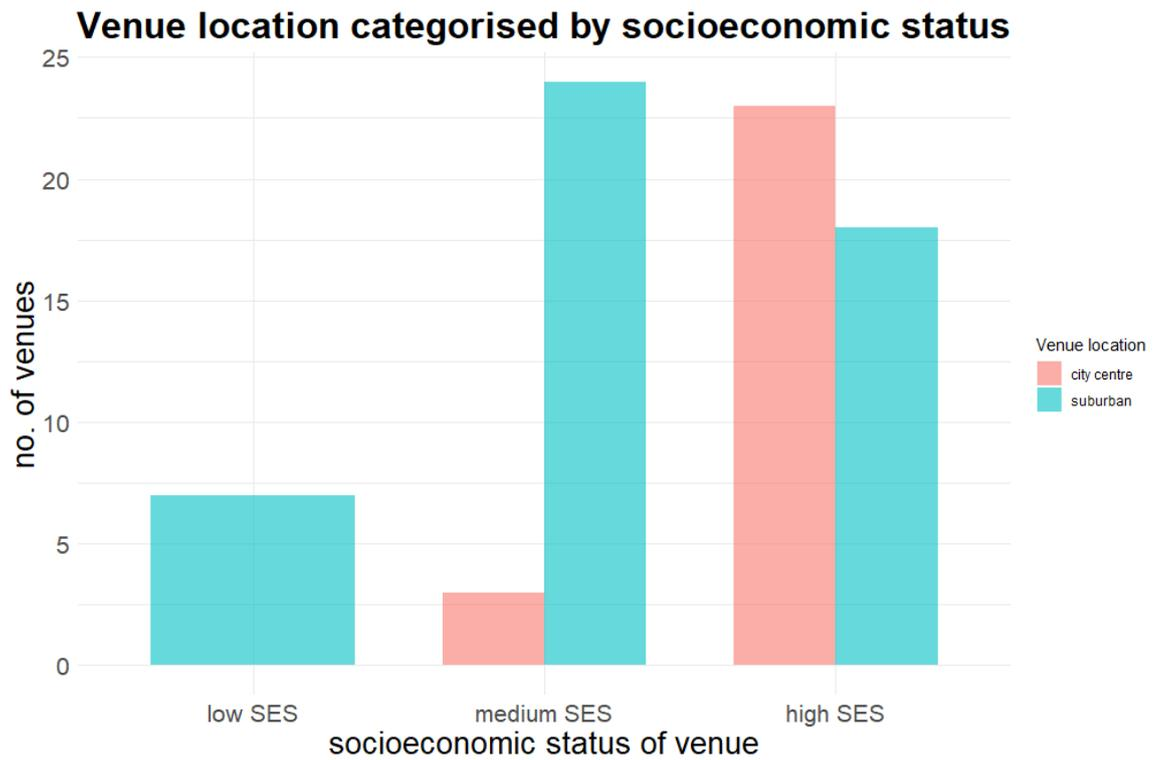 Venue location categorised by socioeconomic status
25
20
15
10
5
0
no. of venues
low SES medium SES high SES
socioeconomic status of venue
Venue location
city centre
suburban